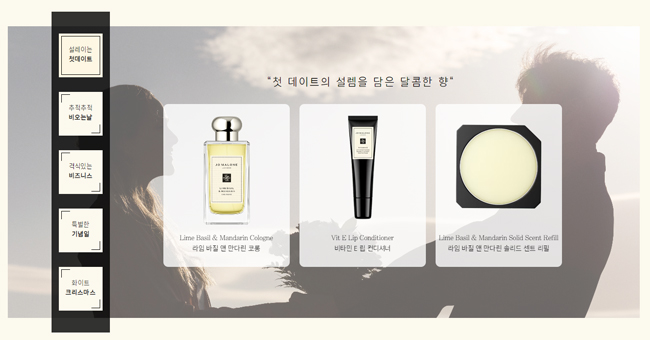 설레이는
첫데이트
추적추적
비오는날
격식있는
비즈니스
특별한
기념일
화이트
크리스마스
"첫 데이트의 설렘을 담은 달콤한 향"
JO MALONE
Lime Basil & Mandarin Cologne
라임 바질 앤 만다린 코롱
Vit E Lip Conditioner
비타민 E 립 컨디셔너
Lime Basil & Mandarin Solid Scent Refill
라임 바질 앤 만다린 솔리드 센트 리필